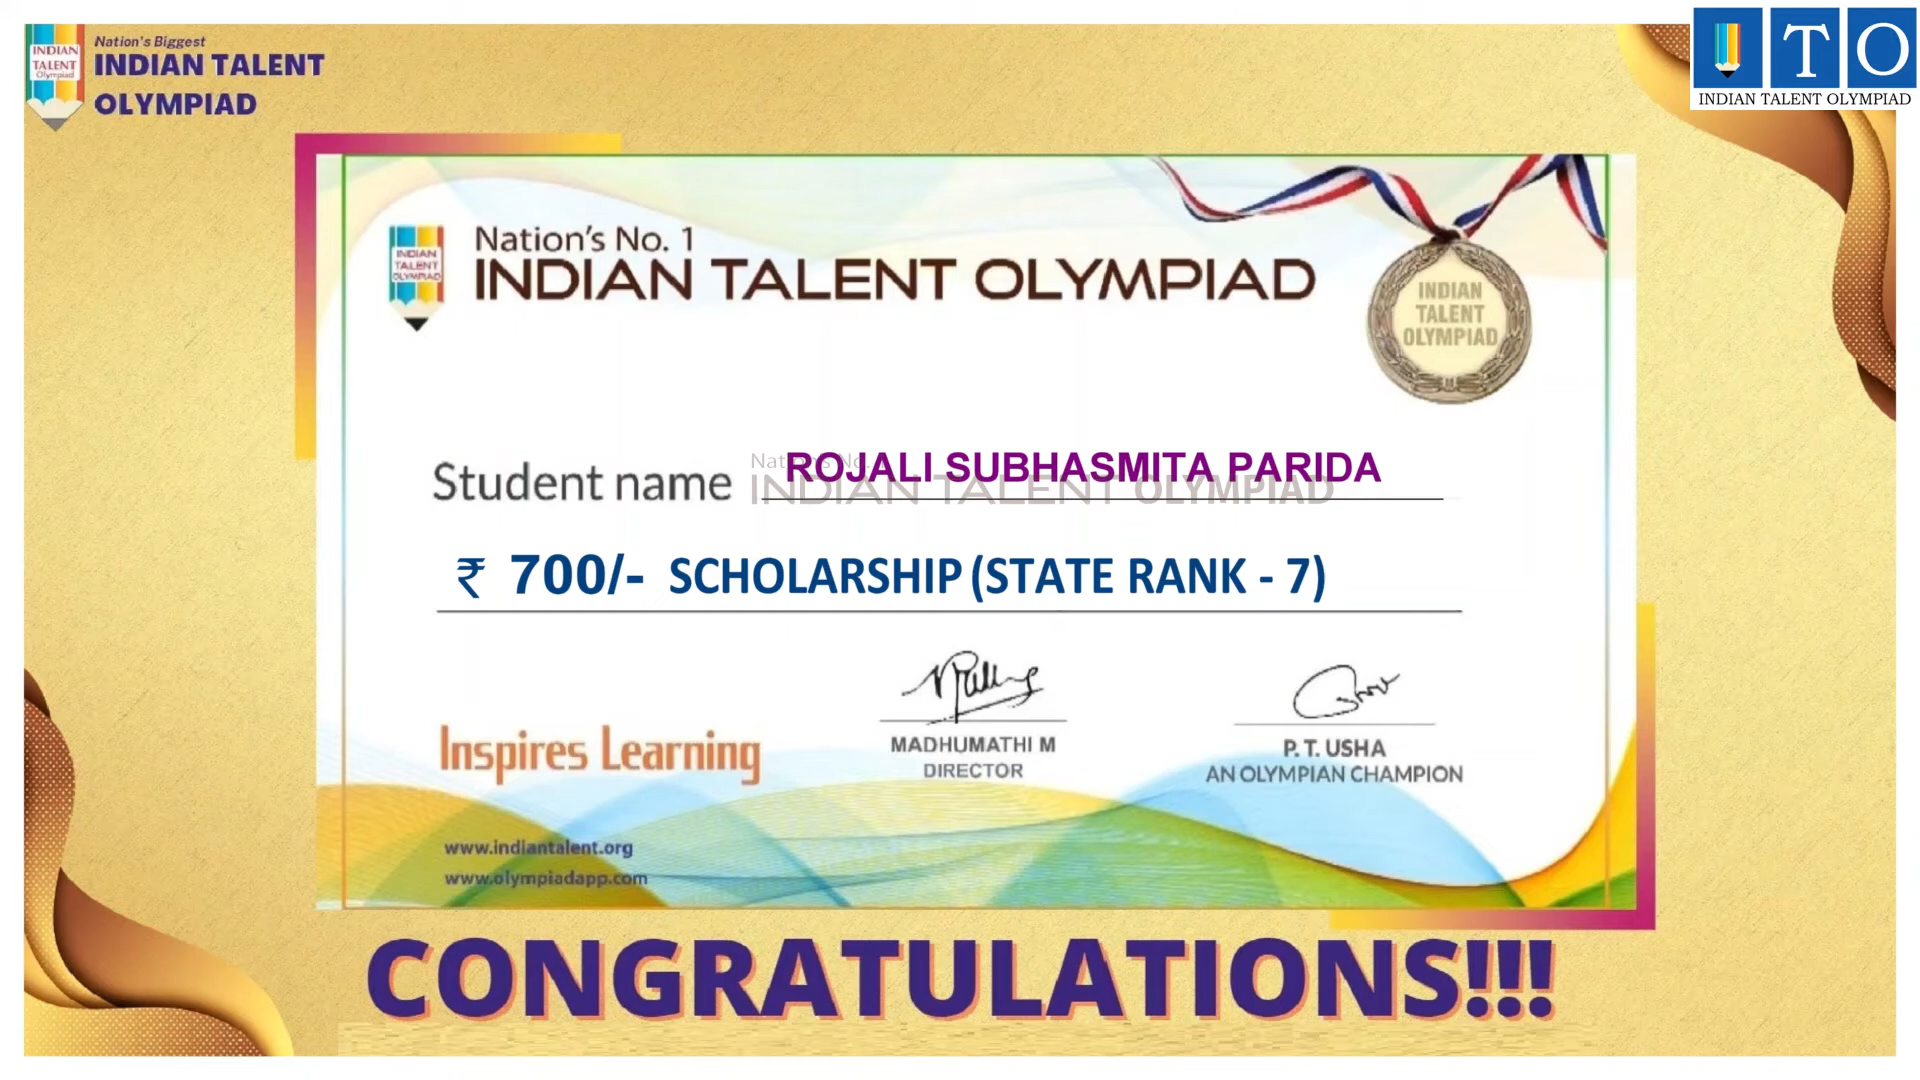 Nation's Biggest
INDIAN TALENT
OLYMPIAD
INDIAN
TALENT
Olympiad
T O
INDIAN TALENT OLYMPIAD
Nation's No. 1
INDIAN TALENT OLYMPIAD
INDIAN
TALENT
OLYMPIAD
INDIAN
TALENT
OLYMPIAD
Student name ROJALI SUBHASMITA PARIDA
Nation's No.
INDIAN TALENT OLYMPIAD
₹ 700/- SCHOLARSHIP (STATE RANK - 7)
Inspires Learning
MADHUMATHI M
DIRECTOR
P. T. USHA
AN OLYMPIAN CHAMPION
www.indiantalent.org
www.olympiadapp.com
CONGRATULATIONS!!!